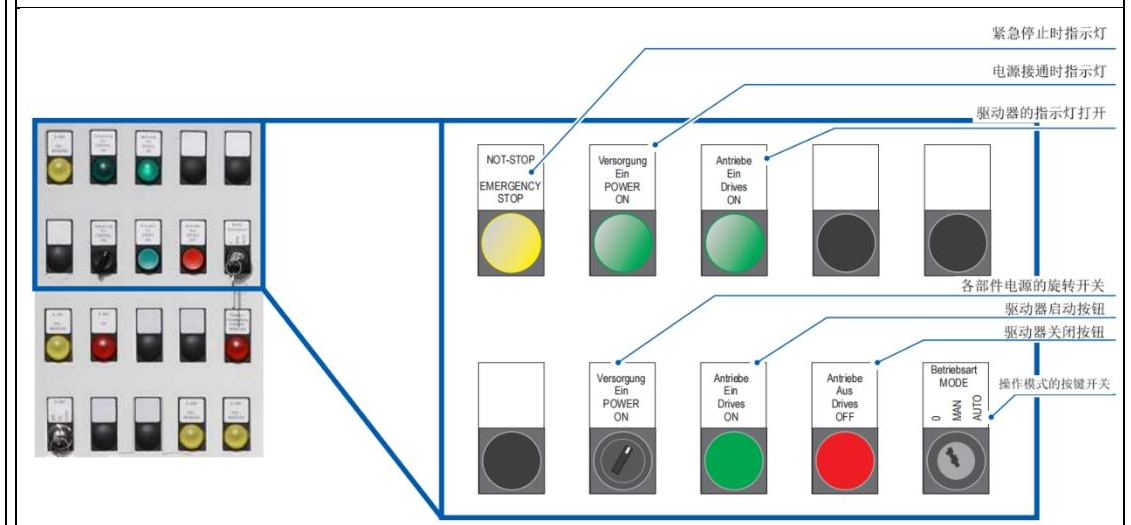 紧急停止时指示灯
电源接通时指示灯
驱动器的指示灯打开
NOT-STOP
EMERGENCY
STOP
Versorgung
Ein
POWER
ON
Antriebe
Ein
Drives
ON
各部件电源的旋转开关
驱动器启动按钮
驱动器关闭按钮
操作模式的按键开关
Versorgung
Ein
POWER
ON
Antriebe
Ein
Drives
ON
Antriebe
Aus
Drives
OFF
Betriebsart
MODE
0
MAN
AUTO